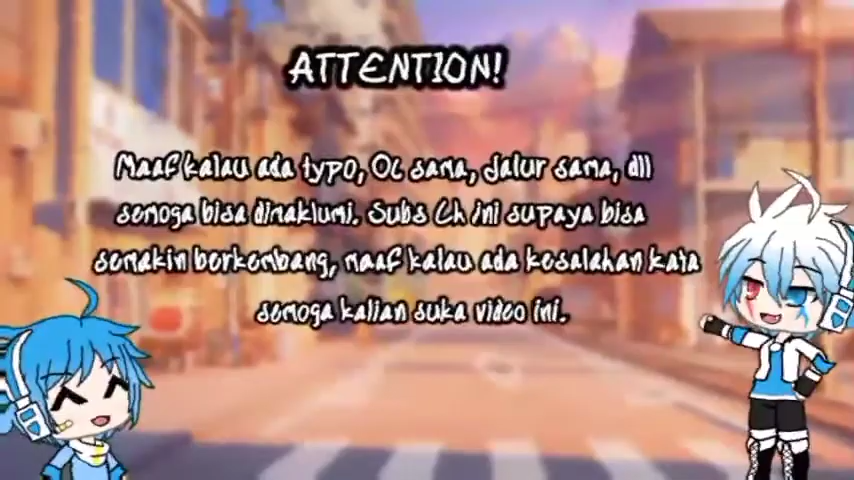 ATTENTION!
Maaf kalau ada typo, OC sama, Jalur sama, dll
semoga bisa dimaklumi. Subs Ch ini supaya bisa
semakin berkembang, maaf kalau ada kesalahan kata
semoga kalian suka video ini.